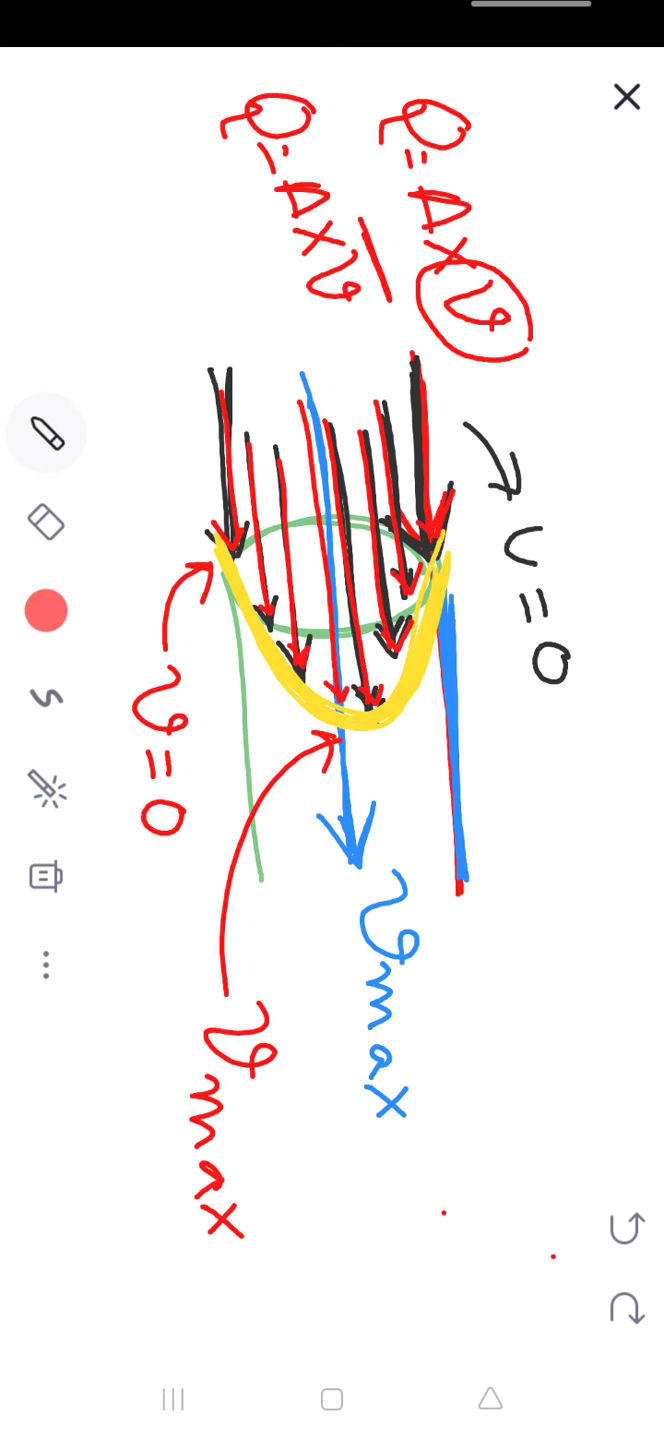 Q = A x v
Q = A x v̅
v = 0
v = 0
vmax
vmax